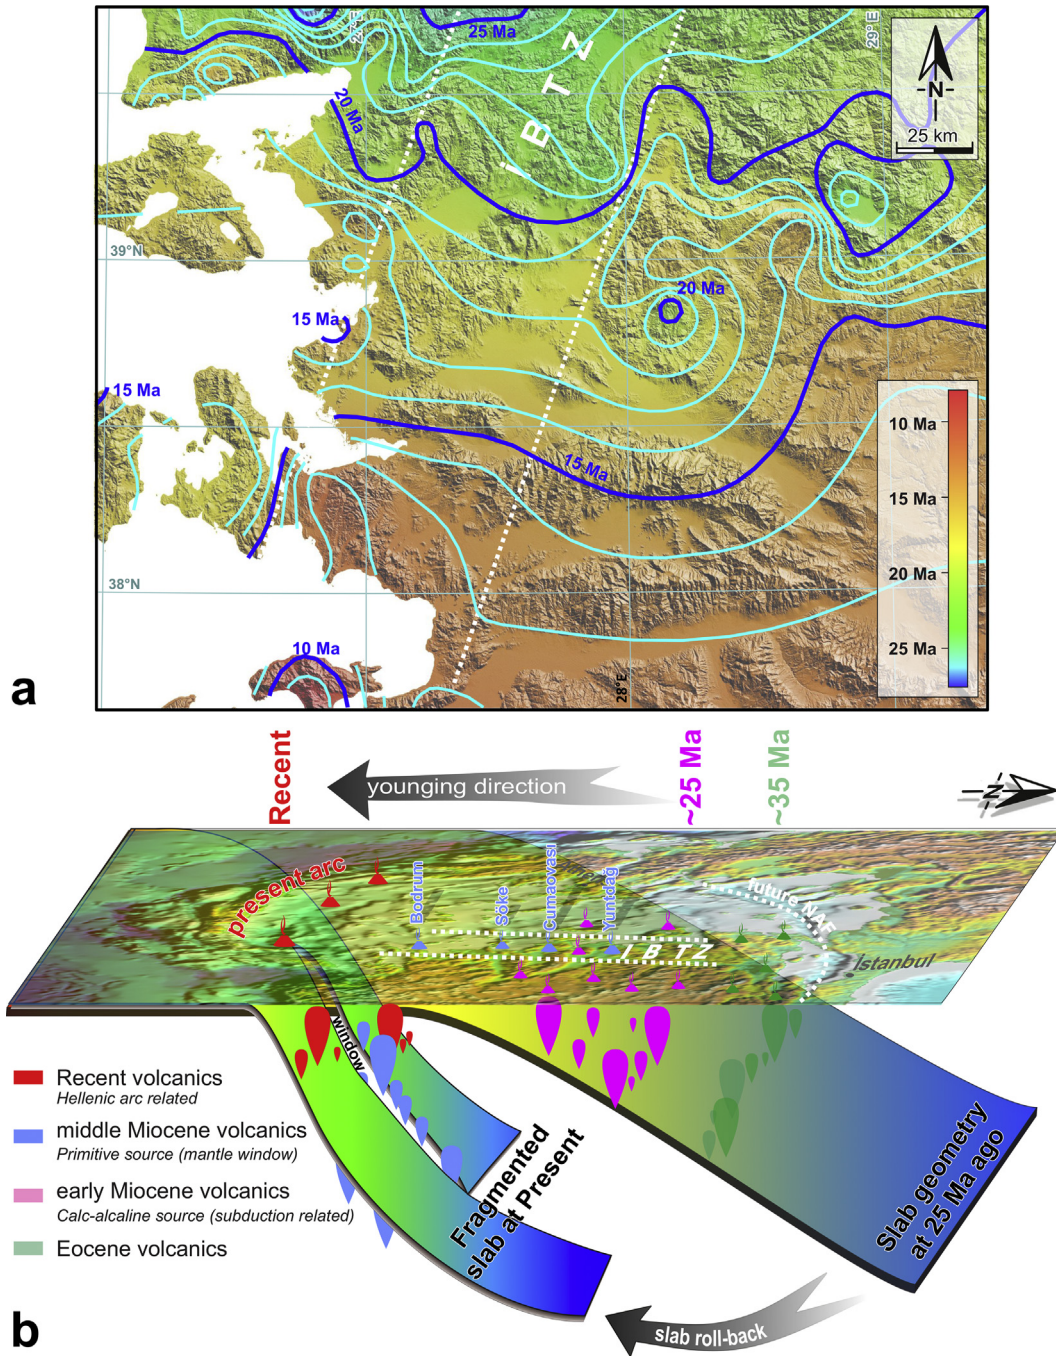 25 Ma
27°E
29°E
-N-
25 km
20 Ma
I B T Z
39°N
20 Ma
15 Ma
15 Ma
10 Ma
15 Ma
15 Ma
20 Ma
38°N
25 Ma
10 Ma
28°E
a
Recent
younging direction
~25 Ma
~35 Ma
-N-
present arc
Bodrum
Söke
Cumaovası
Yuntdağ
future NAF
I B T Z
İstanbul
window
Recent volcanics
Hellenic arc related
middle Miocene volcanics
Primitive source (mantle window)
early Miocene volcanics
Calc-alcaline source (subduction related)
Eocene volcanics
Fragmented
slab at Present
Slab geometry
at 25 Ma ago
slab roll-back
b